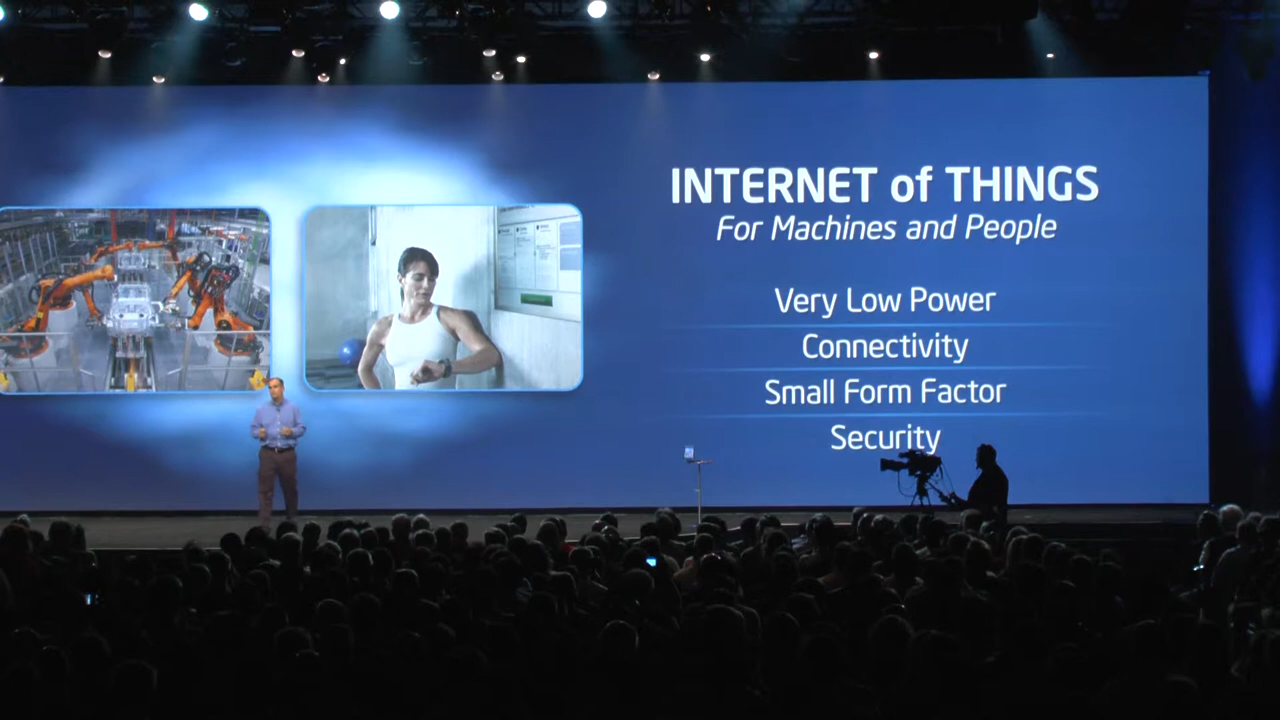 INTERNET of THINGS
For Machines and People
Very Low Power
Connectivity
Small Form Factor
Security